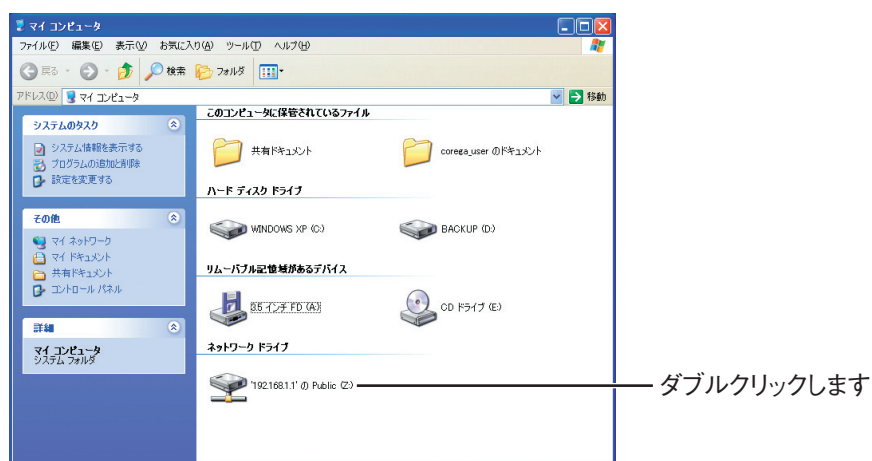 マイ コンピュータ
ファイル(F) 編集(E) 表示(V) お気に入り(A) ツール(T) ヘルプ(H)
戻る 検索 フォルダ
アドレス(D) マイ コンピュータ 移動
システムのタスク
システム情報を表示する
プログラムの追加と削除
設定を変更する
その他
マイ ネットワーク
マイ ドキュメント
共有ドキュメント
コントロール パネル
詳細
マイ コンピュータ
システム フォルダ
このコンピュータに保管されているファイル
共有ドキュメント corega_user のドキュメント
ハード ディスク ドライブ
WINDOWS XP (C:) BACKUP (D:)
リムーバブル記憶域があるデバイス
3.5 インチ FD (A:) CD ドライブ (E:)
ネットワーク ドライブ
'192.168.1.1' の Public (Z:)
ダブルクリックします